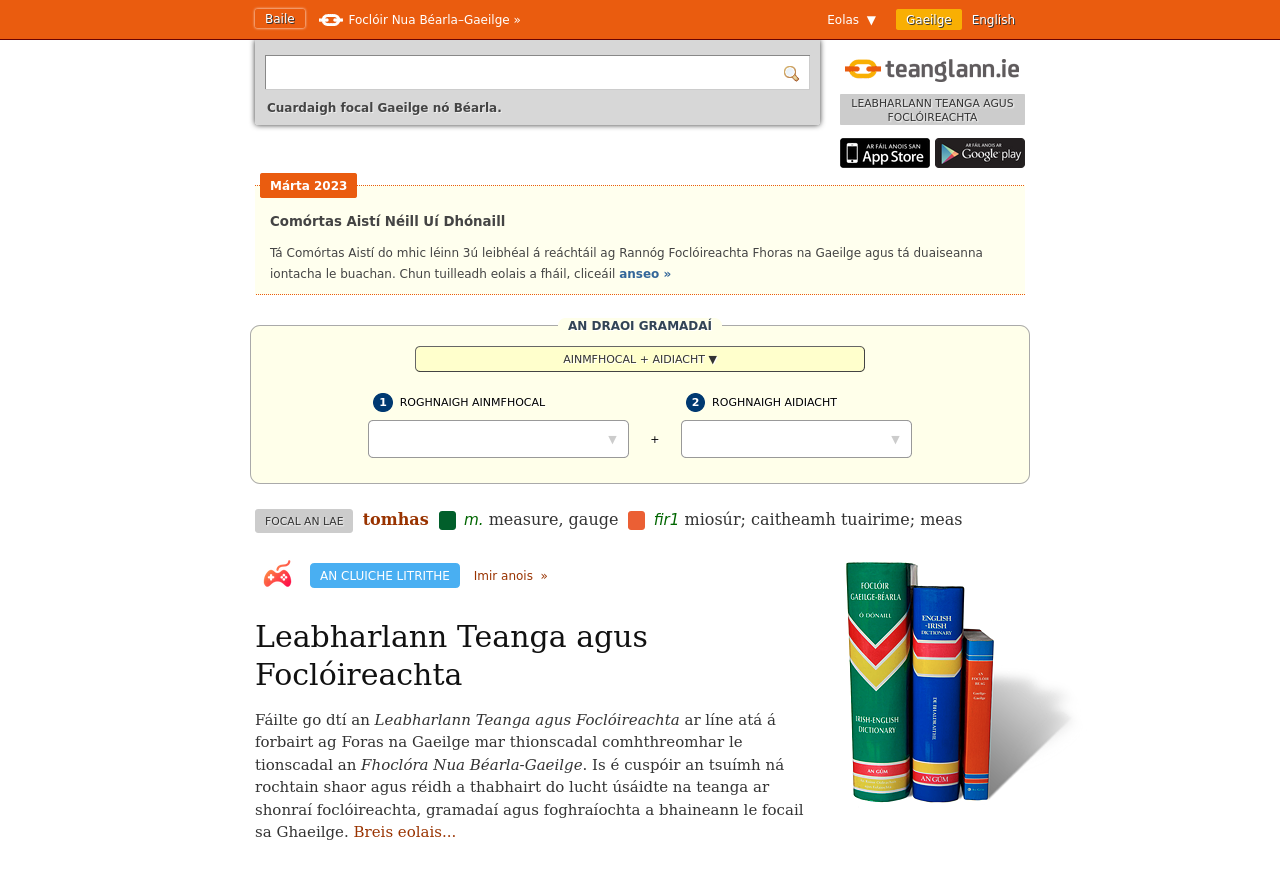 Baile
Foclóir Nua Béarla–Gaeilge »
Eolas ▼
Gaeilge
English
Cuardaigh focal Gaeilge nó Béarla.
teanglann.ie
LEABHARLANN TEANGA AGUS
FOCLÓIREACHTA
AR FÁIL ANOIS SAN
App Store
AR FÁIL ANOIS AR
Google play
Márta 2023
Comórtas Aistí Néill Uí Dhónaill
Tá Comórtas Aistí do mhic léinn 3ú leibhéal á reáchtáil ag Rannóg Foclóireachta Fhoras na Gaeilge agus tá duaiseanna
iontacha le buachan. Chun tuilleadh eolais a fháil, cliceáil anseo »
AN DRAOI GRAMADAÍ
AINMFHOCAL + AIDIACHT ▼
1 ROGHNAIGH AINMFHOCAL
2 ROGHNAIGH AIDIACHT
▼
+
▼
FOCAL AN LAE tomhas m. measure, gauge fir1 miosúr; caitheamh tuairime; meas
AN CLUICHE LITRITHE Imir anois »
Leabharlann Teanga agus
Foclóireachta
Fáilte go dtí an Leabharlann Teanga agus Foclóireachta ar líne atá á
forbairt ag Foras na Gaeilge mar thionscadal comhthreomhar le
tionscadal an Fhoclóra Nua Béarla-Gaeilge. Is é cuspóir an tsuímh ná
rochtain shaor agus réidh a thabhairt do lucht úsáidte na teanga ar
shonraí foclóireachta, gramadaí agus foghraíochta a bhaineann le focail
sa Ghaeilge. Breis eolais...
FOCLÓIR
GAEILGE-BÉARLA
Ó DÓNAILL
IRISH-ENGLISH
DICTIONARY
AN GÚM
ENGLISH
-IRISH
DICTIONARY
DE BHALDRAITHE
AN GÚM
AN
FOCLÓIR
BEAG
Gaeilge-
Gaeilge